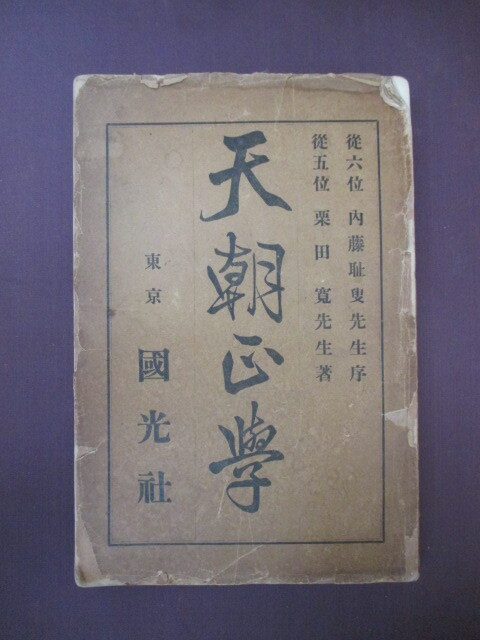 從六位 內藤耻叟先生序
從五位 栗田寬先生著
天朝正學
東京 國光社